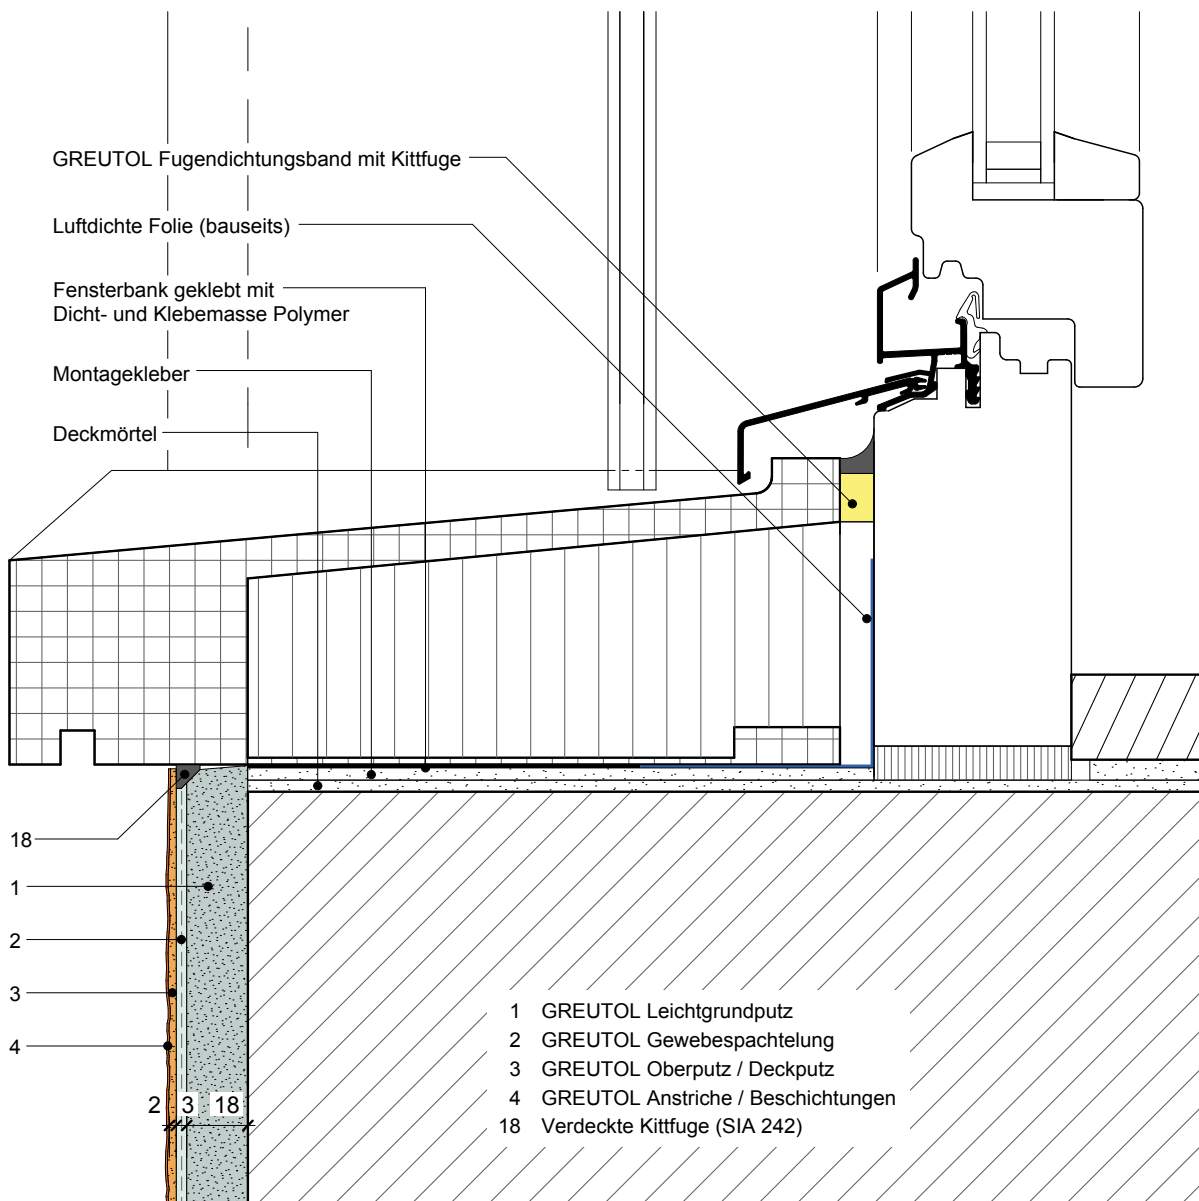 GREUTOL Fugendichtungsband mit Kittfuge
Luftdichte Folie (bauseits)
Fensterbank geklebt mit
Dicht- und Klebemasse Polymer
Montagekleber
Deckmörtel
18
1
2
3
4
2 3 18
1 GREUTOL Leichtgrundputz
2 GREUTOL Gewebespachtelung
3 GREUTOL Oberputz / Deckputz
4 GREUTOL Anstriche / Beschichtungen
18 Verdeckte Kittfuge (SIA 242)